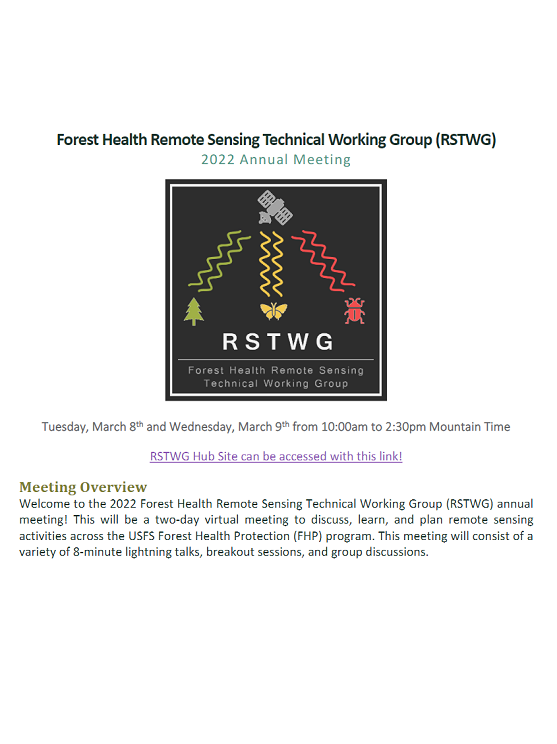 Forest Health Remote Sensing Technical Working Group (RSTWG)
2022 Annual Meeting
RSTWG
Forest Health Remote Sensing
Technical Working Group
Tuesday, March 8th and Wednesday, March 9th from 10:00am to 2:30pm Mountain Time
RSTWG Hub Site can be accessed with this link!
Meeting Overview
Welcome to the 2022 Forest Health Remote Sensing Technical Working Group (RSTWG) annual
meeting! This will be a two-day virtual meeting to discuss, learn, and plan remote sensing
activities across the USFS Forest Health Protection (FHP) program. This meeting will consist of a
variety of 8-minute lightning talks, breakout sessions, and group discussions.